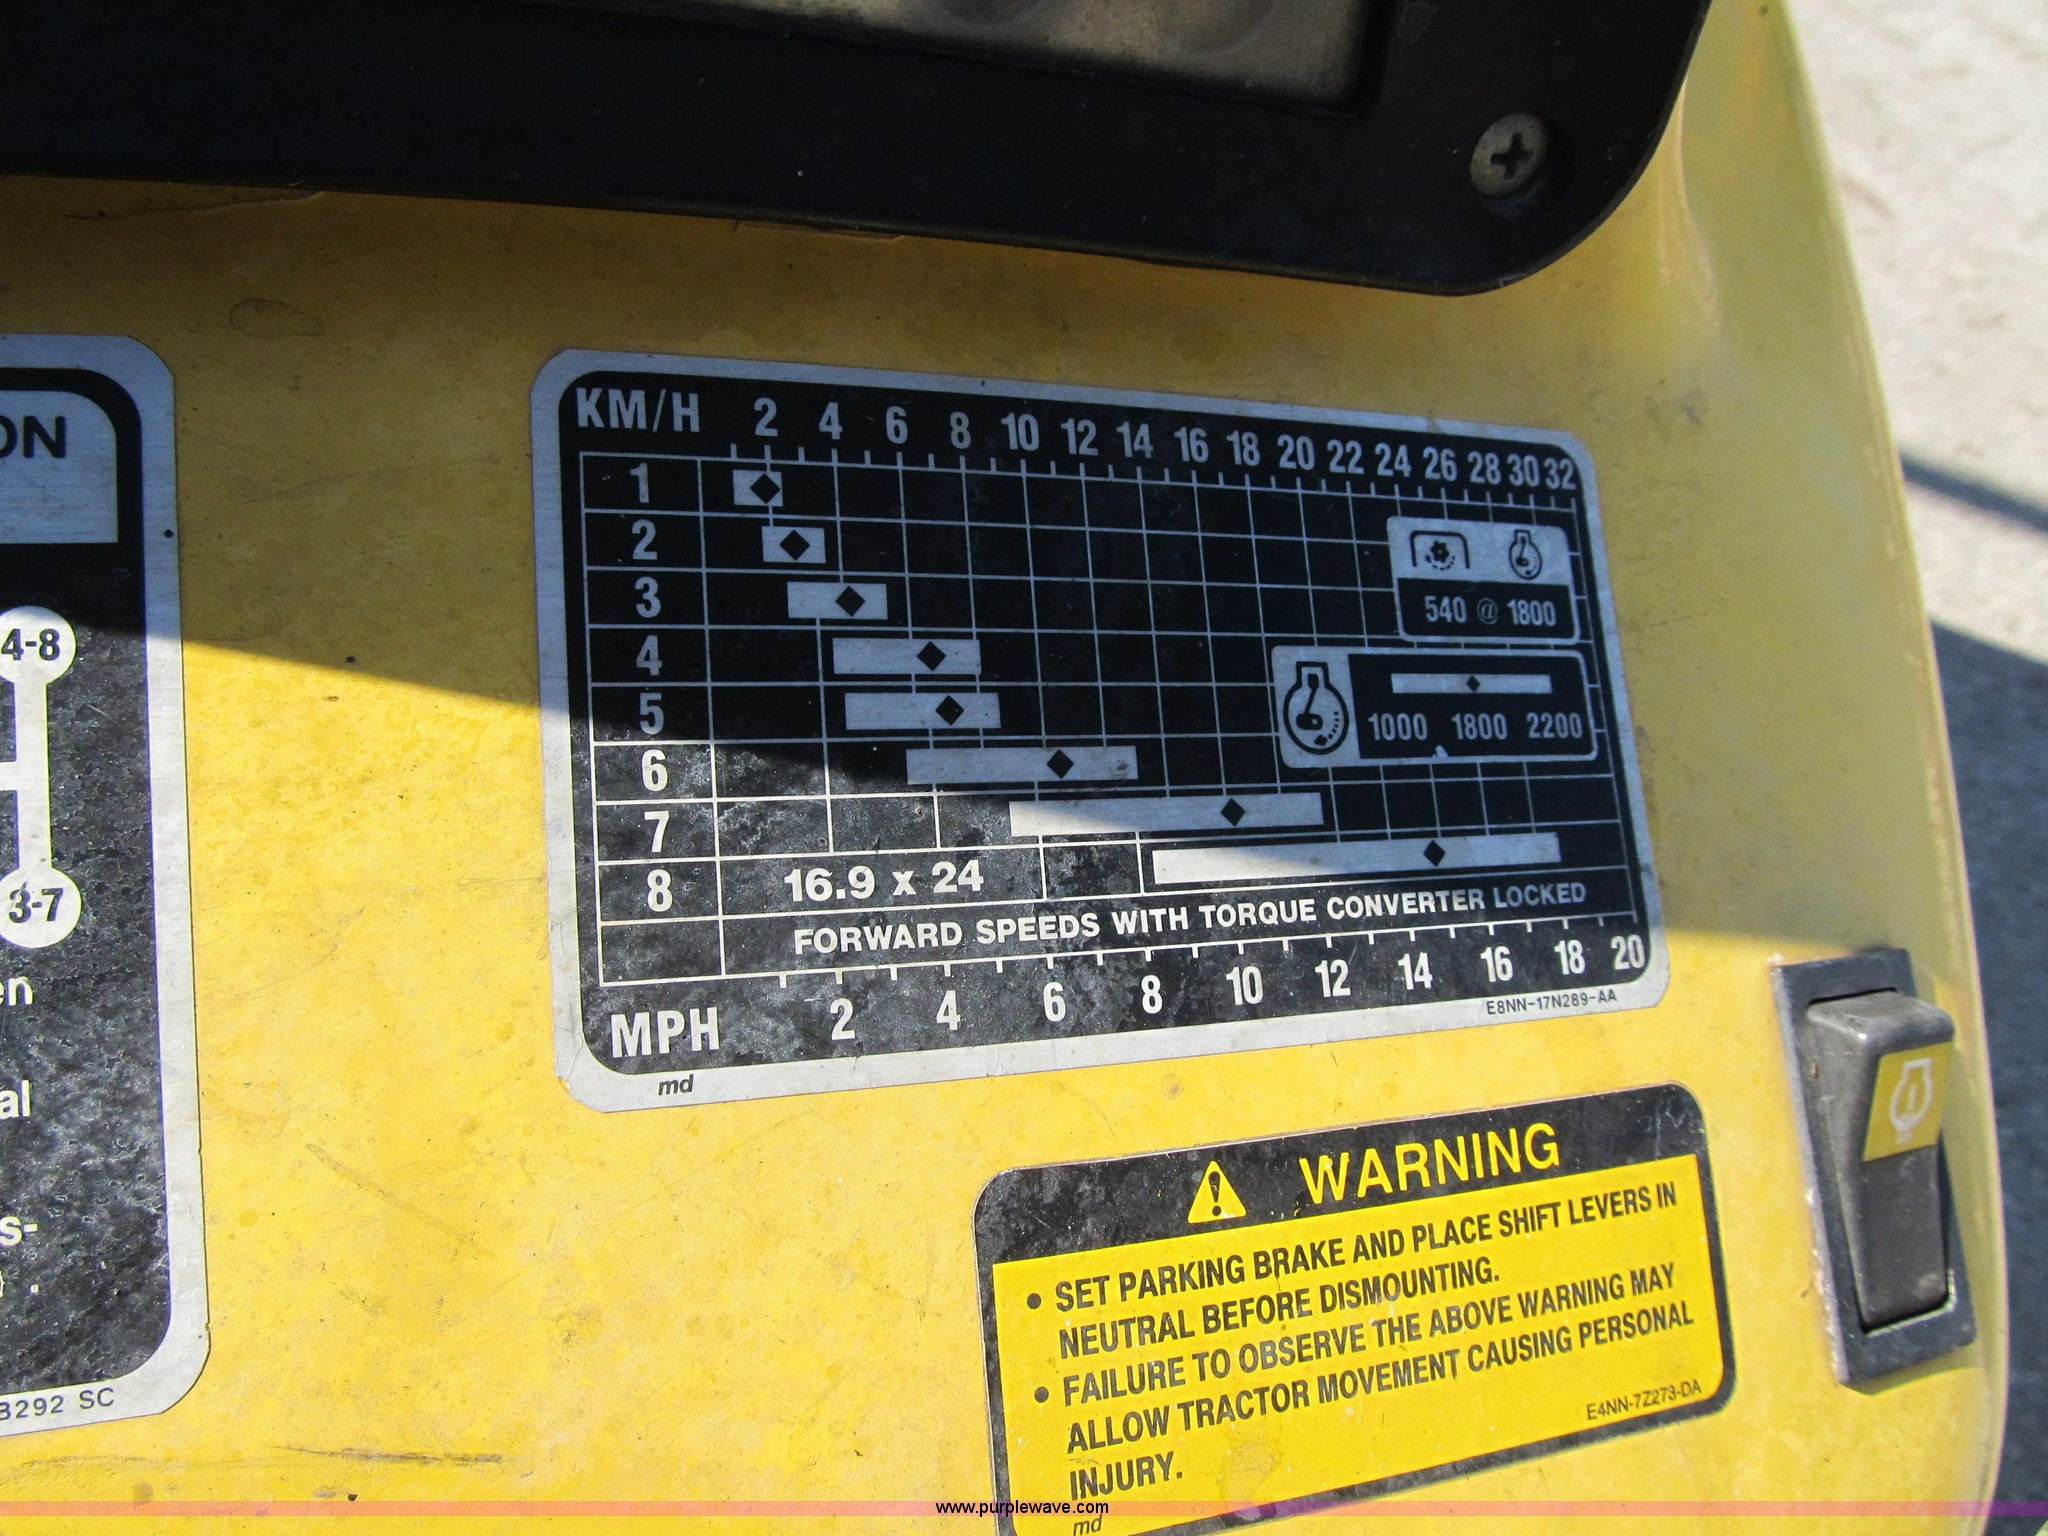 ON
4-8
3-7
en
al
s-
B292 SC
KM/H 2 4 6 8 10 12 14 16 18 20 22 24 26 28 30 32
1
2
3
4
5
6
7
8
540 @ 1800
1000 1800 2200
16.9 x 24
FORWARD SPEEDS WITH TORQUE CONVERTER LOCKED
MPH 2 4 6 8 10 12 14 16 18 20
E8NN-17N289-AA
md
WARNING
• SET PARKING BRAKE AND PLACE SHIFT LEVERS IN
NEUTRAL BEFORE DISMOUNTING.
• FAILURE TO OBSERVE THE ABOVE WARNING MAY
ALLOW TRACTOR MOVEMENT CAUSING PERSONAL
INJURY.
E4NN-7Z273-DA
md
www.purplewave.com